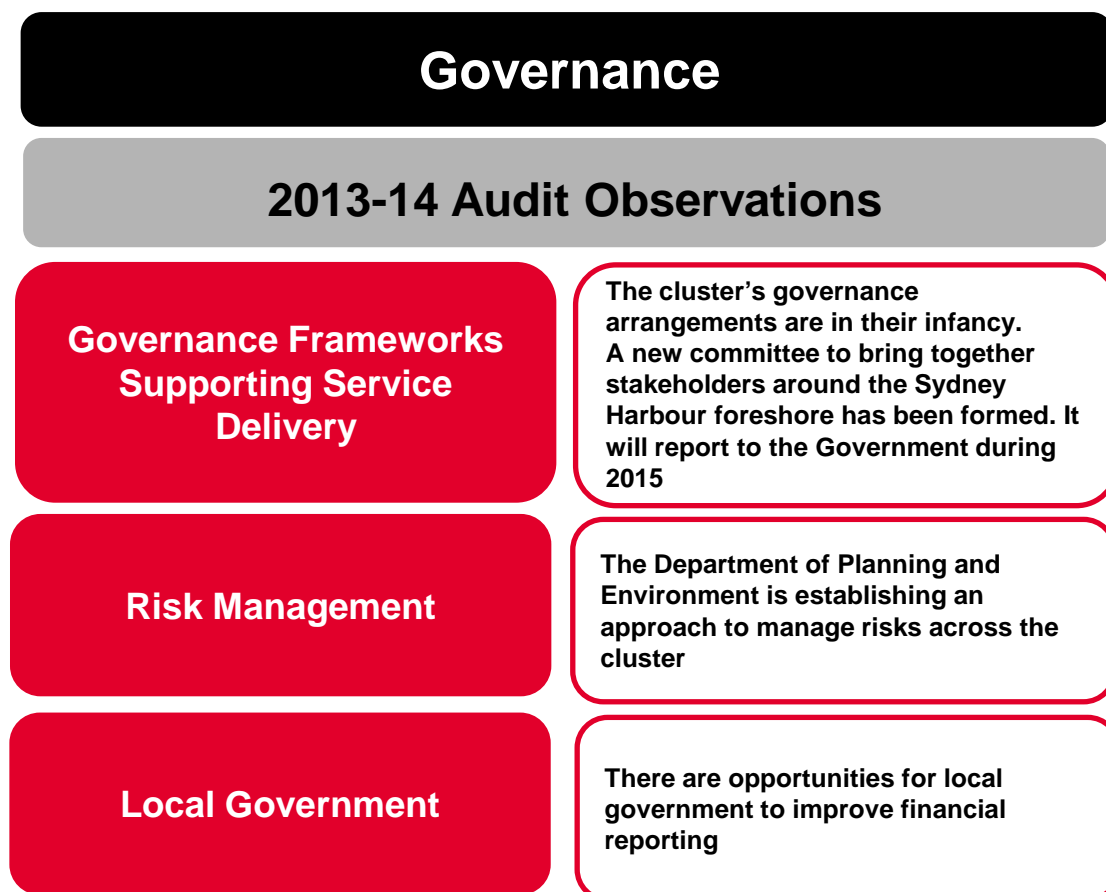 Governance
2013-14 Audit Observations
Governance Frameworks
Supporting Service
Delivery
The cluster’s governance
arrangements are in their infancy.
A new committee to bring together
stakeholders around the Sydney
Harbour foreshore has been formed. It
will report to the Government during
2015
Risk Management
The Department of Planning and
Environment is establishing an
approach to manage risks across the
cluster
Local Government
There are opportunities for local
government to improve financial
reporting